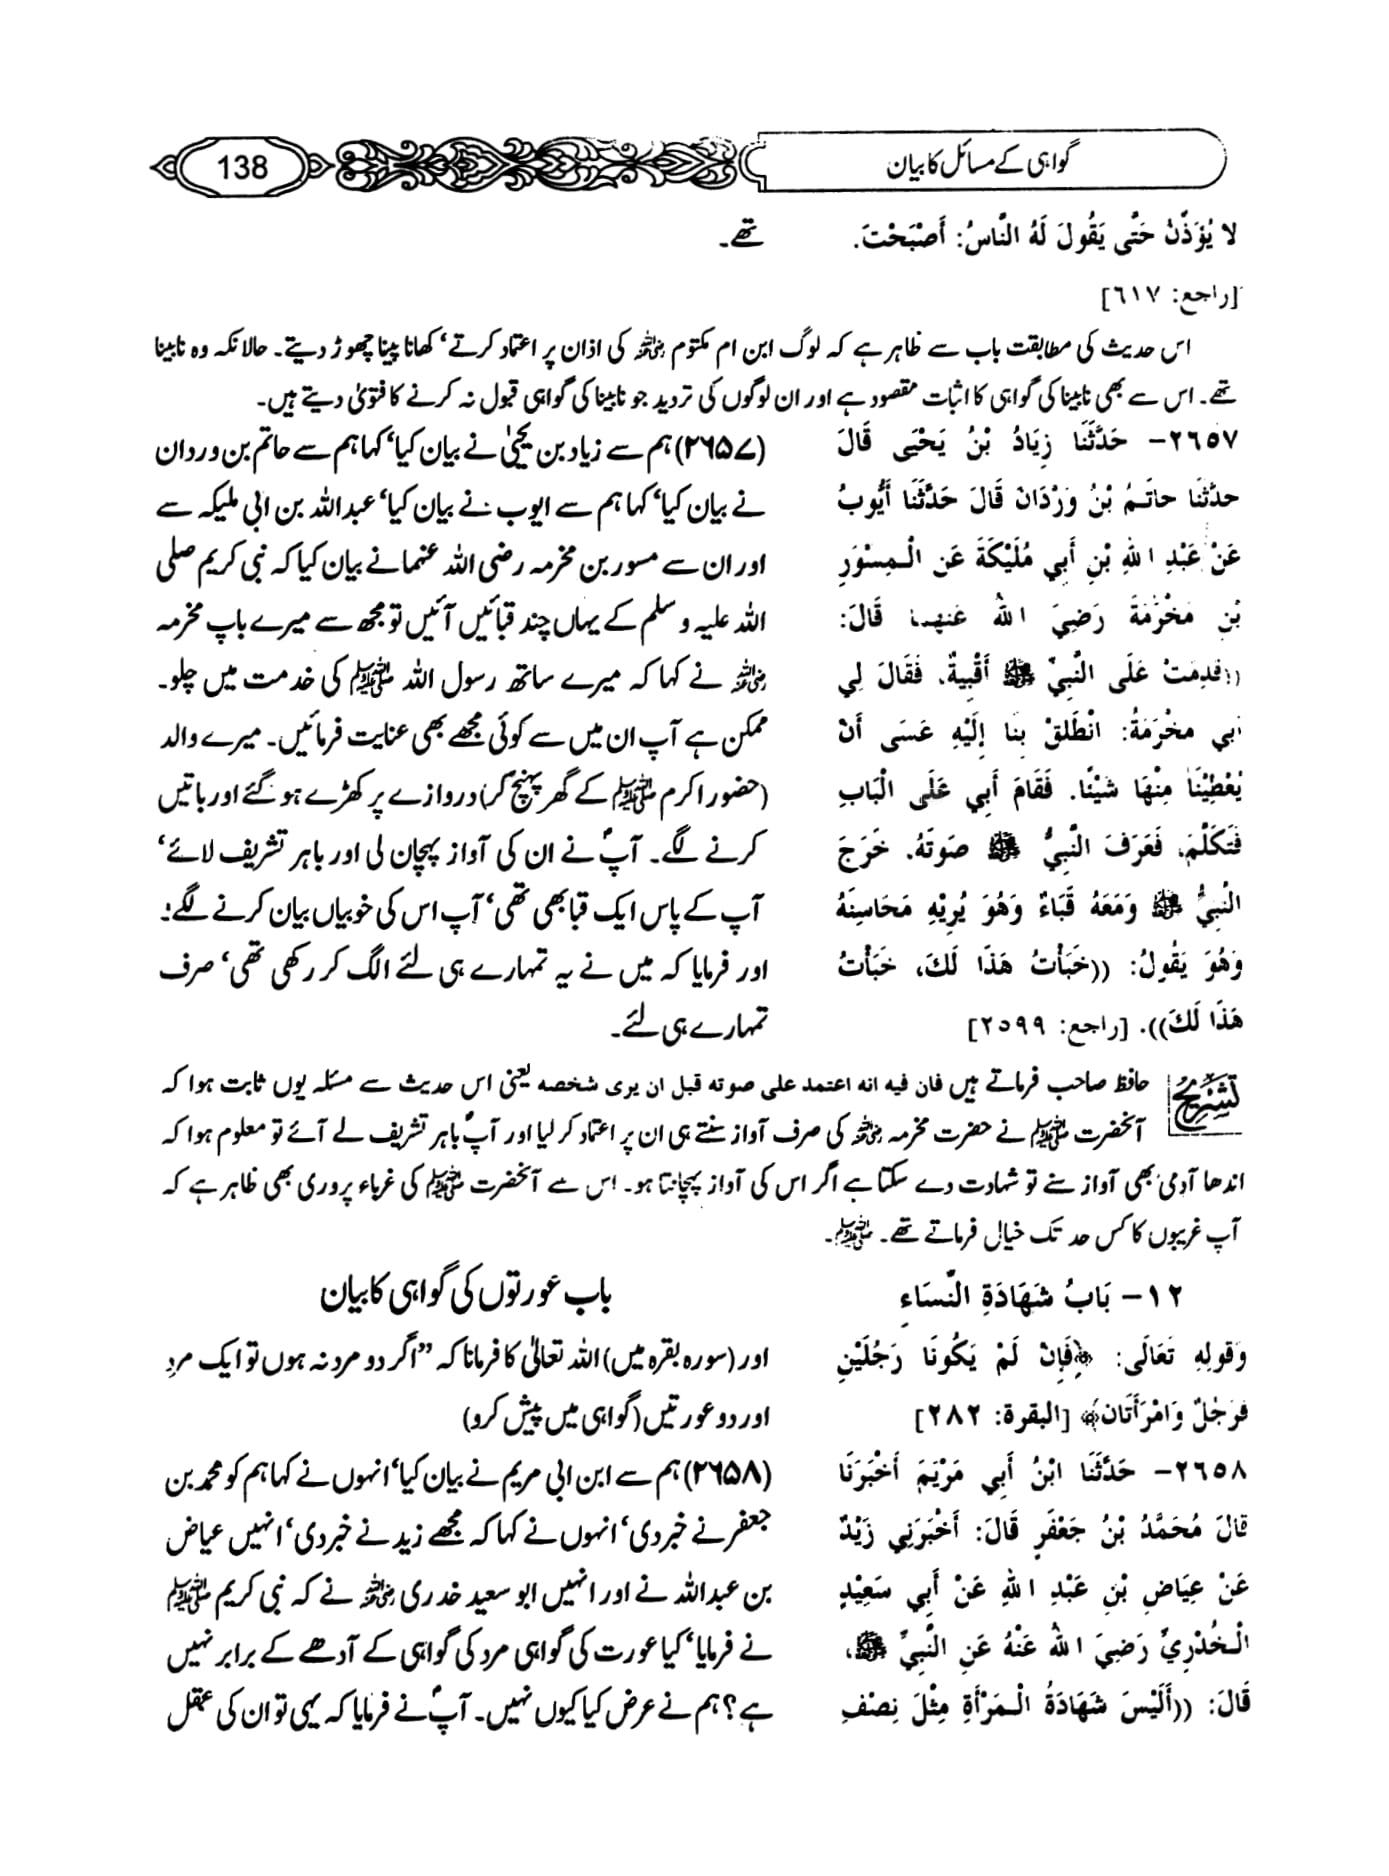 گواہی کے مسائل کا بیان
138
لا يُؤَذِّنُ حَتَّى يَقُولَ لَهُ النَّاسُ: أَصْبَحْتَ.
[راجع: ٦١٧]
تھے۔
اس حدیث کی مطابقت باب سے ظاہر ہے کہ لوگ ابن ام مکتوم ؓ کی اذان پر اعتماد کرتے‘ کھانا پینا چھوڑ دیتے۔ حالانکہ وہ نابینا
تھے۔ اس سے بھی نابینا کی گواہی کا اثبات مقصود ہے اور ان لوگوں کی تردید جو نابینا کی گواہی قبول نہ کرنے کا فتویٰ دیتے ہیں۔
٢٦٥٧- حَدَّثَنَا زِيَادُ بْنُ يَحْيَى قَالَ
حَدَّثَنَا حَاتَمُ بْنُ وَرْدَانَ قَالَ حَدَّثَنَا أَيُّوبُ
عَنْ عَبْدِ اللهِ بْنِ أَبِي مُلَيْكَةَ عَنِ الْمِسْوَرِ
بْنِ مَخْرَمَةَ رَضِيَ اللهُ عَنهما قَالَ:
((قَدِمَتْ عَلَى النَّبِيِّ ﷺ أَقْبِيةٌ، فَقَالَ لِي
أَبِي مَخْرَمَةُ: انْطَلِقْ بِنَا إِلَيْهِ عَسَى أَنْ
يُعْطِيَنَا مِنْهَا شَيْئًا. فَقَامَ أَبِي عَلَى الْبَابِ
فَتَكَلَّمَ، فَعَرَفَ النَّبِيُّ ﷺ صَوتَهُ. خَرَجَ
النَّبِيُّ ﷺ وَمَعَهُ قَبَاءٌ وَهُوَ يُرِيْهِ مَحَاسِنَهُ
وَهُوَ يَقُولُ: ((خَبَأْتُ هَذَا لَكَ، خَبَأْتُ
هَذَا لَكَ)). [راجع: ٢٥٩٩]
(۲۶۵۷) ہم سے زیاد بن یحییٰ نے بیان کیا‘ کہا ہم سے حاتم بن وردان
نے بیان کیا‘ کہا ہم سے ایوب نے بیان کیا‘ عبداللہ بن ابی ملیکہ سے
اور ان سے مسور بن مخرمہ رضی اللہ عنہما نے بیان کیا کہ نبی کریم صلی
اللہ علیہ وسلم کے یہاں چند قبائیں آئیں تو مجھ سے میرے باپ مخرمہ
ؓ نے کہا کہ میرے ساتھ رسول اللہ ﷺ کی خدمت میں چلو۔
ممکن ہے آپ ان میں سے کوئی مجھے بھی عنایت فرمائیں۔ میرے والد
(حضور اکرم ﷺ کے گھر پہنچ کر) دروازے پر کھڑے ہو گئے اور باتیں
کرنے لگے۔ آپؐ نے ان کی آواز پہچان لی اور باہر تشریف لائے‘
آپ کے پاس ایک قبا بھی تھی‘ آپ اس کی خوبیاں بیان کرنے لگے۔
اور فرمایا کہ میں نے یہ تمہارے ہی لئے الگ کر رکھی تھی‘ صرف
تمہارے ہی لئے۔
تشریح حافظ صاحب فرماتے ہیں فان فیه انه اعتمد علی صوته قبل ان یری شخصه یعنی اس حدیث سے مسئلہ یوں ثابت ہوا کہ
آنحضرت ﷺ نے حضرت مخرمہ ؓ کی صرف آواز سنتے ہی ان پر اعتماد کر لیا اور آپؐ باہر تشریف لے آئے تو معلوم ہوا کہ
اندھا آدمی بھی آواز سنے تو شہادت دے سکتا ہے اگر اس کی آواز پہچانتا ہو۔ اس سے آنحضرت ﷺ کی غرباء پروری بھی ظاہر ہے کہ
آپ غریبوں کا کس حد تک خیال فرماتے تھے۔ ﷺ۔
١٢- بَابُ شَهَادَةِ النِّسَاءِ
وَقَولِهِ تَعَالَى: ﴿فَإِنْ لَمْ يَكُونَا رَجُلَيْنِ
فَرَجُلٌ وَامْرَأَتَانِ﴾ [البقرة: ٢٨٢]
باب عورتوں کی گواہی کا بیان
اور (سورہ بقرہ میں) اللہ تعالیٰ کا فرمانا کہ ”اگر دو مرد نہ ہوں تو ایک مرد
اور دو عورتیں (گواہی میں پیش کرو)
٢٦٥٨- حَدَّثَنَا ابْنُ أَبِي مَرْيَمَ أَخْبَرَنَا
قَالَ مُحَمَّدُ بْنُ جَعْفَرٍ قَالَ: أَخْبَرَنِي زَيْدٌ
عَنْ عِيَاضِ بْنِ عَبْدِ اللهِ عَنْ أَبِي سَعِيْدٍ
الْخُدْرِيِّ رَضِيَ اللهُ عَنْهُ عَنِ النَّبِيِّ ﷺ،
قَالَ: ((أَلَيْسَ شَهَادَةُ الْمَرْأَةِ مِثْلَ نِصْفِ
(۲۶۵۸) ہم سے ابن ابی مریم نے بیان کیا‘ انہوں نے کہا ہم کو محمد بن
جعفر نے خبر دی‘ انہوں نے کہا کہ مجھے زید نے خبر دی‘ انہیں عیاض
بن عبداللہ نے اور انہیں ابو سعید خدری ؓ نے کہ نبی کریم ﷺ
نے فرمایا‘ کیا عورت کی گواہی مرد کی گواہی کے آدھے کے برابر نہیں
ہے؟ ہم نے عرض کیا کیوں نہیں۔ آپؐ نے فرمایا کہ یہی تو ان کی عقل